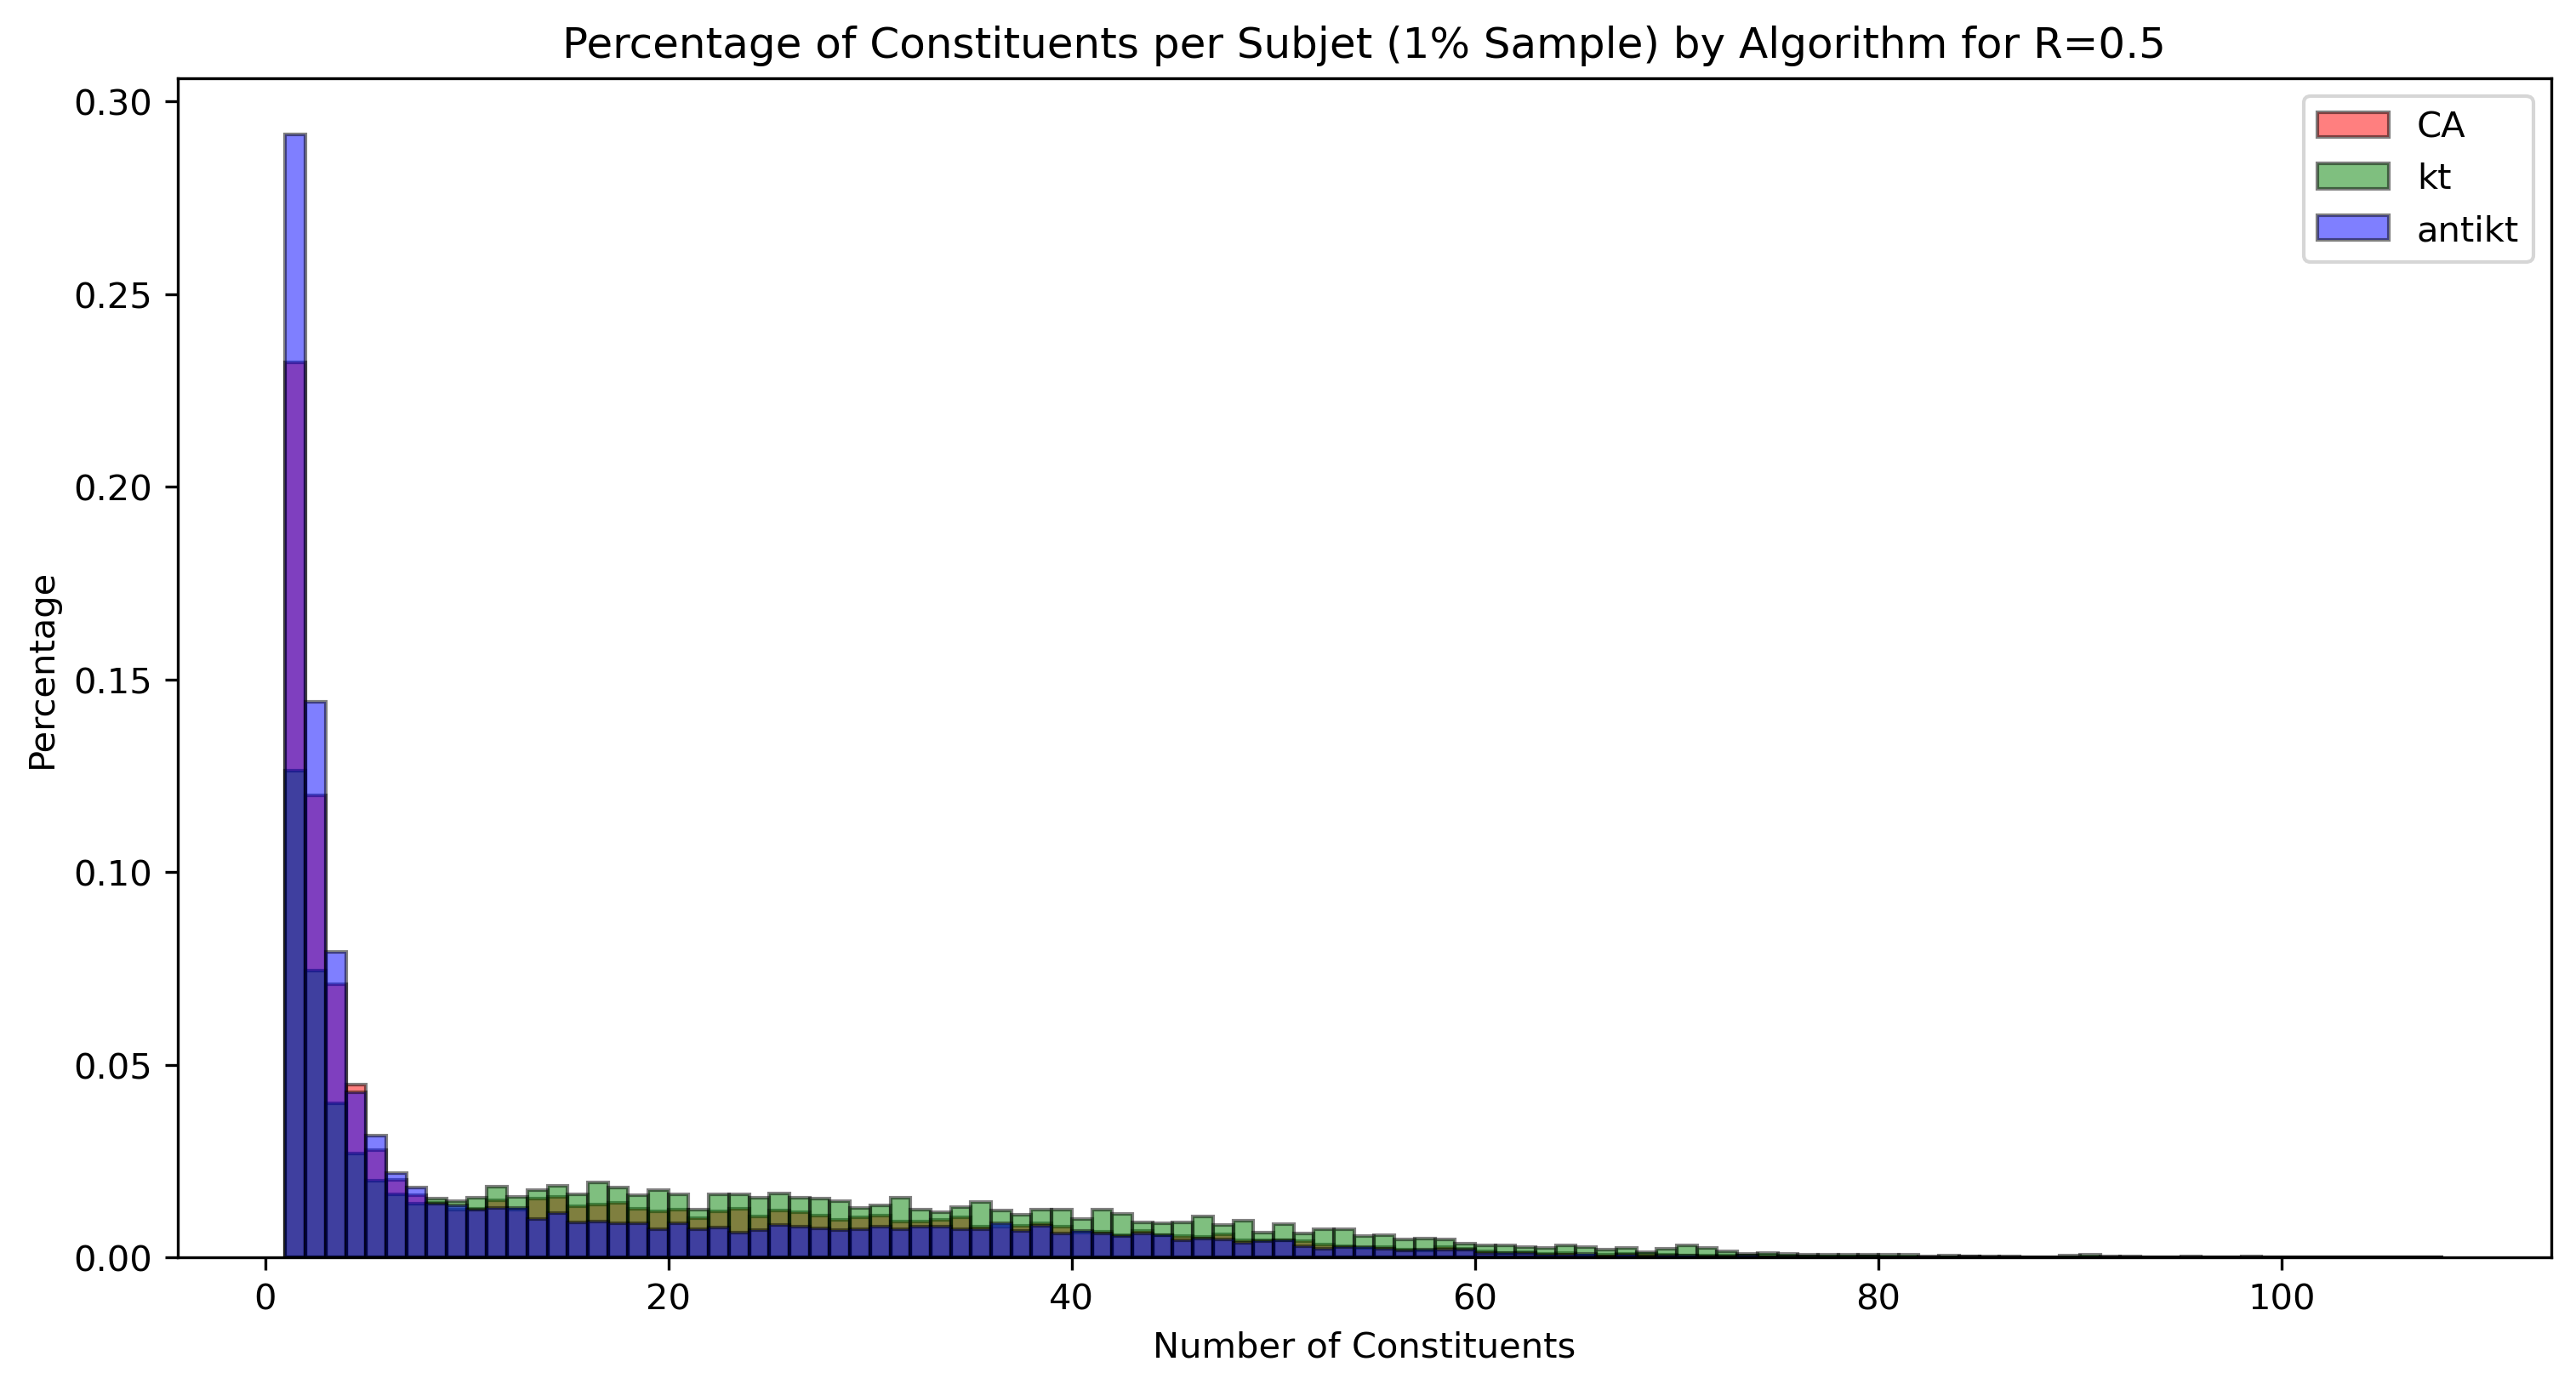 Percentage of Constituents per Subjet (1% Sample) by Algorithm for R=0.5
0.30
0.25
0.20
0.15
0.10
0.05
0.00
Percentage
CA
kt
antikt
0 20 40 60 80 100
Number of Constituents